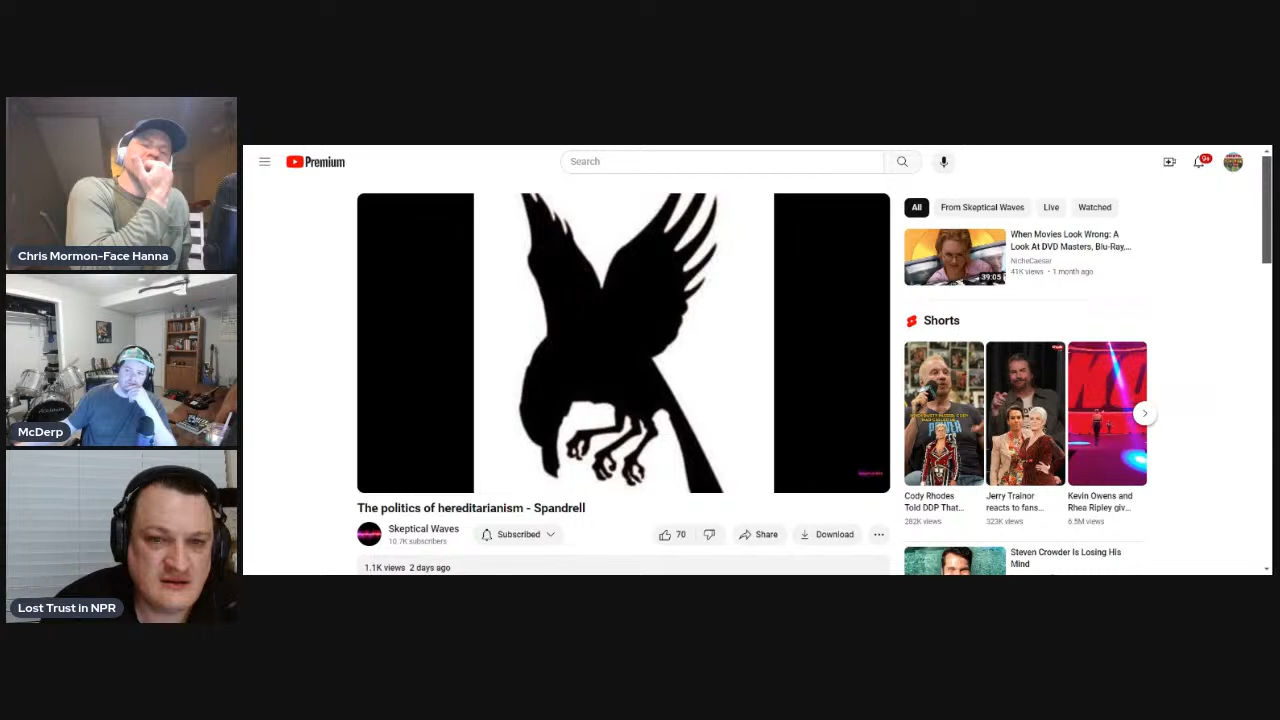 Chris Mormon-Face Hanna
McDerp
Lost Trust in NPR
Premium
Search
9+
All
From Skeptical Waves
Live
Watched
39:05
When Movies Look Wrong: A
Look At DVD Masters, Blu-Ray,...
NicheCaesar
41K views • 1 month ago
Shorts
Cody Rhodes
Told DDP That...
282K views
Jerry Trainor
reacts to fans...
323K views
Kevin Owens and
Rhea Ripley giv...
6.5M views
The politics of hereditarianism - Spandrell
Skeptical Waves
10.7K subscribers
Subscribed
70
Share
Download
1.1K views 2 days ago
Steven Crowder Is Losing His
Mind